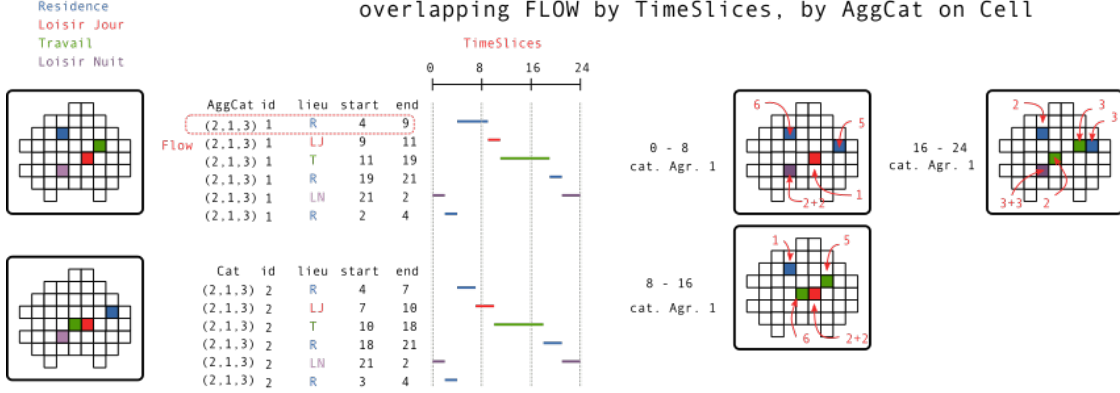 overlapping FLOW by TimeSlices, by AggCat on Cell
Residence
Loisir Jour
Travail
Loisir Nuit
TimeSlices
0 8 16 24
AggCat id lieu start end
(2,1,3) 1 R 4 9
Flow
(2,1,3) 1 LJ 9 11
(2,1,3) 1 T 11 19
(2,1,3) 1 R 19 21
(2,1,3) 1 LN 21 2
(2,1,3) 1 R 2 4
Cat id lieu start end
(2,1,3) 2 R 4 7
(2,1,3) 2 LJ 7 10
(2,1,3) 2 T 10 18
(2,1,3) 2 R 18 21
(2,1,3) 2 LN 21 2
(2,1,3) 2 R 3 4
0 - 8
cat. Agr. 1
6
5
1
2+2
16 - 24
cat. Agr. 1
2
3
3
3+3
2
8 - 16
cat. Agr. 1
1
5
6
2+2